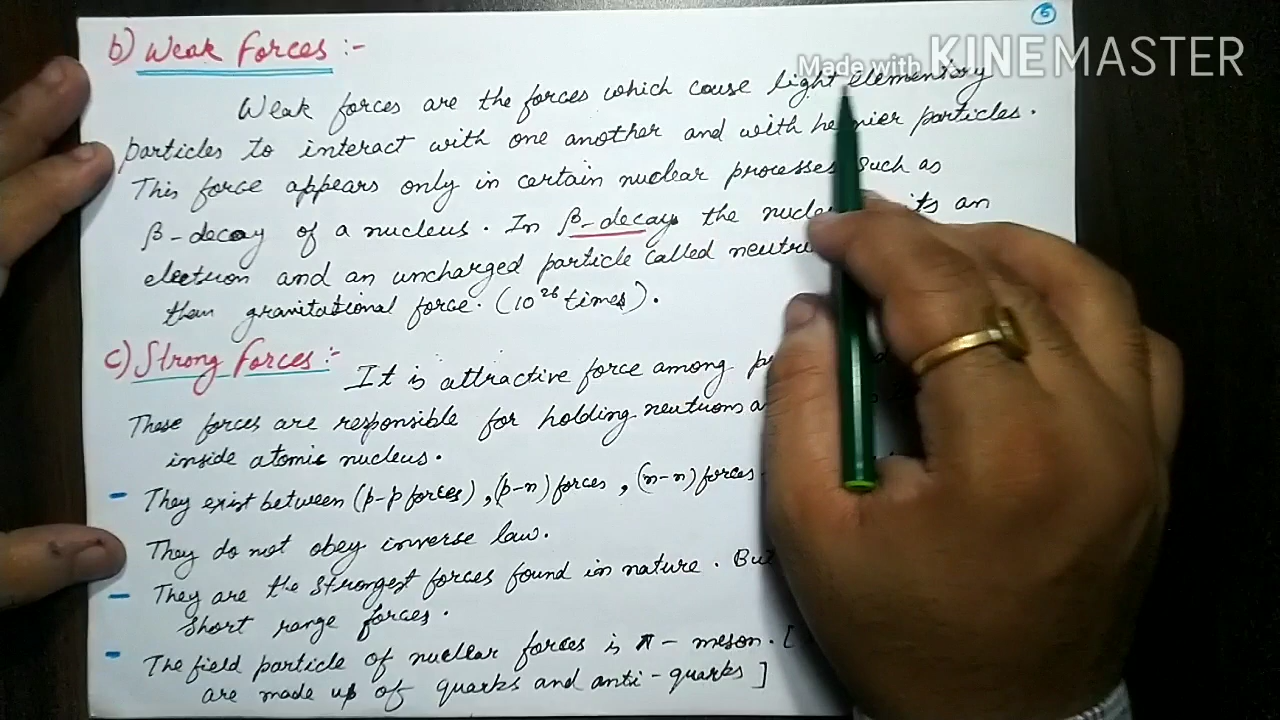 5
Made with KINEMASTER
b) Weak Forces :-
Weak forces are the forces which cause light elementary
particles to interact with one another and with heavier particles.
This force appears only in certain nuclear processes such as
β-decay of a nucleus. In β-decay the an
electron and an uncharged particle called
than gravitational force. (10²⁶ times).
c) Strong Forces :- It is attractive force among
These forces are responsible for holding neutrons
inside atomic nucleus.
- They exist between (p-p forces), (p-n) forces, (n-n) forces
They do not obey inverse law.
- They are the strongest forces found in nature. But
short range forces.
- The field particle of nuclear forces is π-meson. [
are made up of quarks and anti-quarks ]